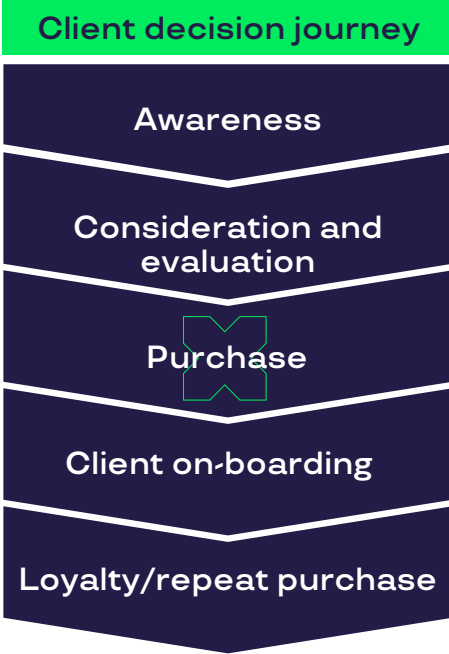 Client decision journey
Awareness
Consideration and
evaluation
Purchase
Client on-boarding
Loyalty/repeat purchase